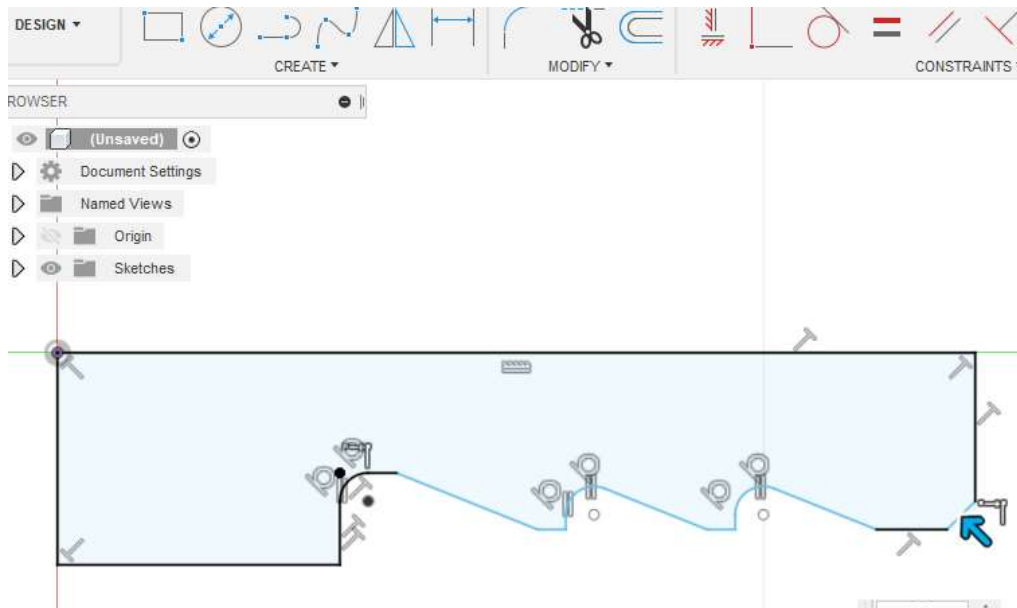 DESIGN ▾
CREATE ▾
MODIFY ▾
CONSTRAINTS
ROWSER
(Unsaved)
Document Settings
Named Views
Origin
Sketches